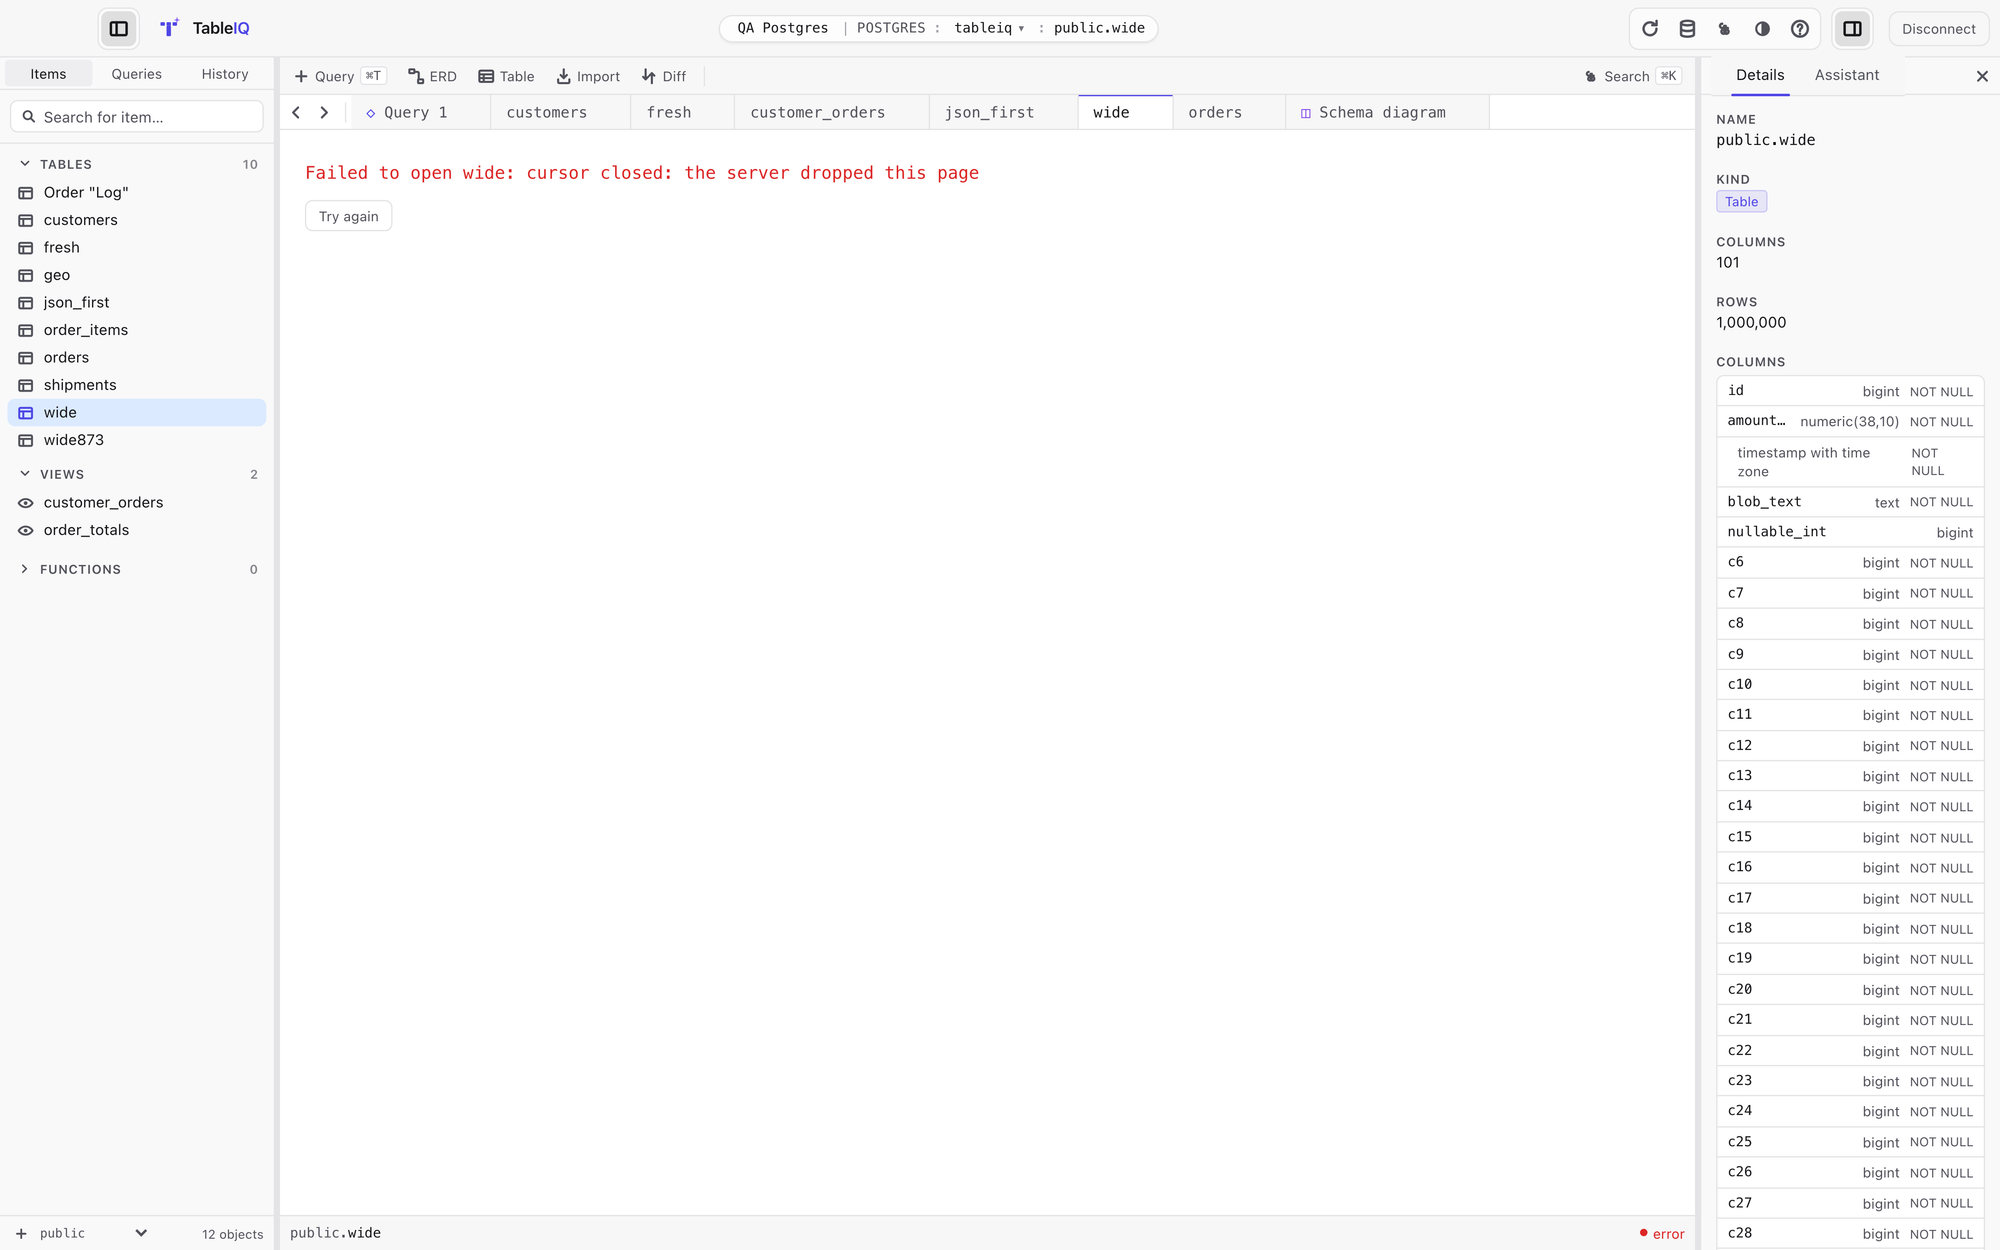 TableIQ
QA Postgres | POSTGRES : tableiq ▾ : public.wide
Disconnect
Items Queries History
Search for item...
TABLES 10
Order "Log"
customers
fresh
geo
json_first
order_items
orders
shipments
wide
wide873
VIEWS 2
customer_orders
order_totals
FUNCTIONS 0
+ public
12 objects
+ Query ⌘T ERD Table Import Diff
Search ⌘K
Query 1 customers fresh customer_orders json_first wide orders Schema diagram
Failed to open wide: cursor closed: the server dropped this page
Try again
public.wide
error
Details Assistant
NAME
public.wide
KIND
Table
COLUMNS
101
ROWS
1,000,000
COLUMNS
id bigint NOT NULL
amount… numeric(38,10) NOT NULL
timestamp with time zone NOT NULL
blob_text text NOT NULL
nullable_int bigint
c6 bigint NOT NULL
c7 bigint NOT NULL
c8 bigint NOT NULL
c9 bigint NOT NULL
c10 bigint NOT NULL
c11 bigint NOT NULL
c12 bigint NOT NULL
c13 bigint NOT NULL
c14 bigint NOT NULL
c15 bigint NOT NULL
c16 bigint NOT NULL
c17 bigint NOT NULL
c18 bigint NOT NULL
c19 bigint NOT NULL
c20 bigint NOT NULL
c21 bigint NOT NULL
c22 bigint NOT NULL
c23 bigint NOT NULL
c24 bigint NOT NULL
c25 bigint NOT NULL
c26 bigint NOT NULL
c27 bigint NOT NULL
c28 bigint NOT NULL